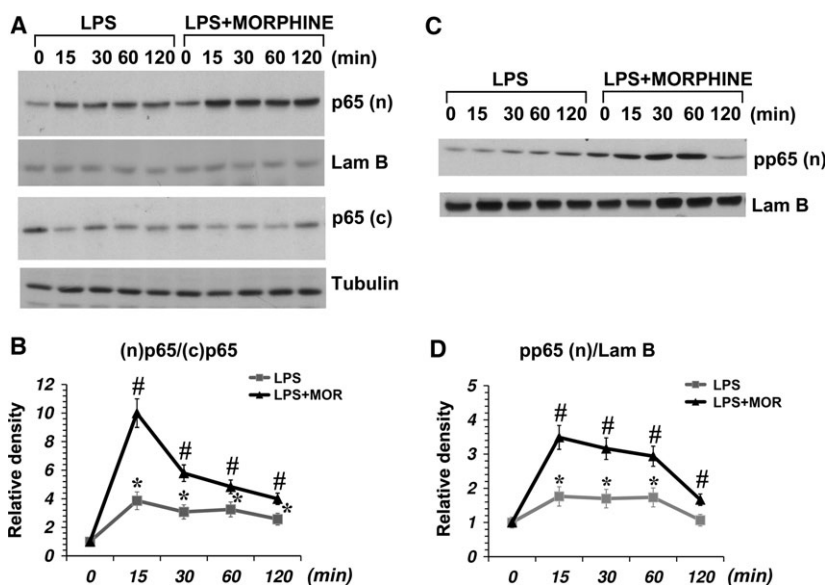 A
LPS LPS+MORPHINE
0 15 30 60 120 0 15 30 60 120 (min)
p65 (n)
Lam B
p65 (c)
Tubulin
C
LPS LPS+MORPHINE
0 15 30 60 120 0 15 30 60 120 (min)
pp65 (n)
Lam B
B
(n)p65/(c)p65
LPS
LPS+MOR
Relative density
12
10
8
6
4
2
0
# # # #
* * * *
0 15 30 60 120 (min)
D
pp65 (n)/Lam B
LPS
LPS+MOR
Relative density
5
4
3
2
1
0
# # # #
* * *
0 15 30 60 120 (min)